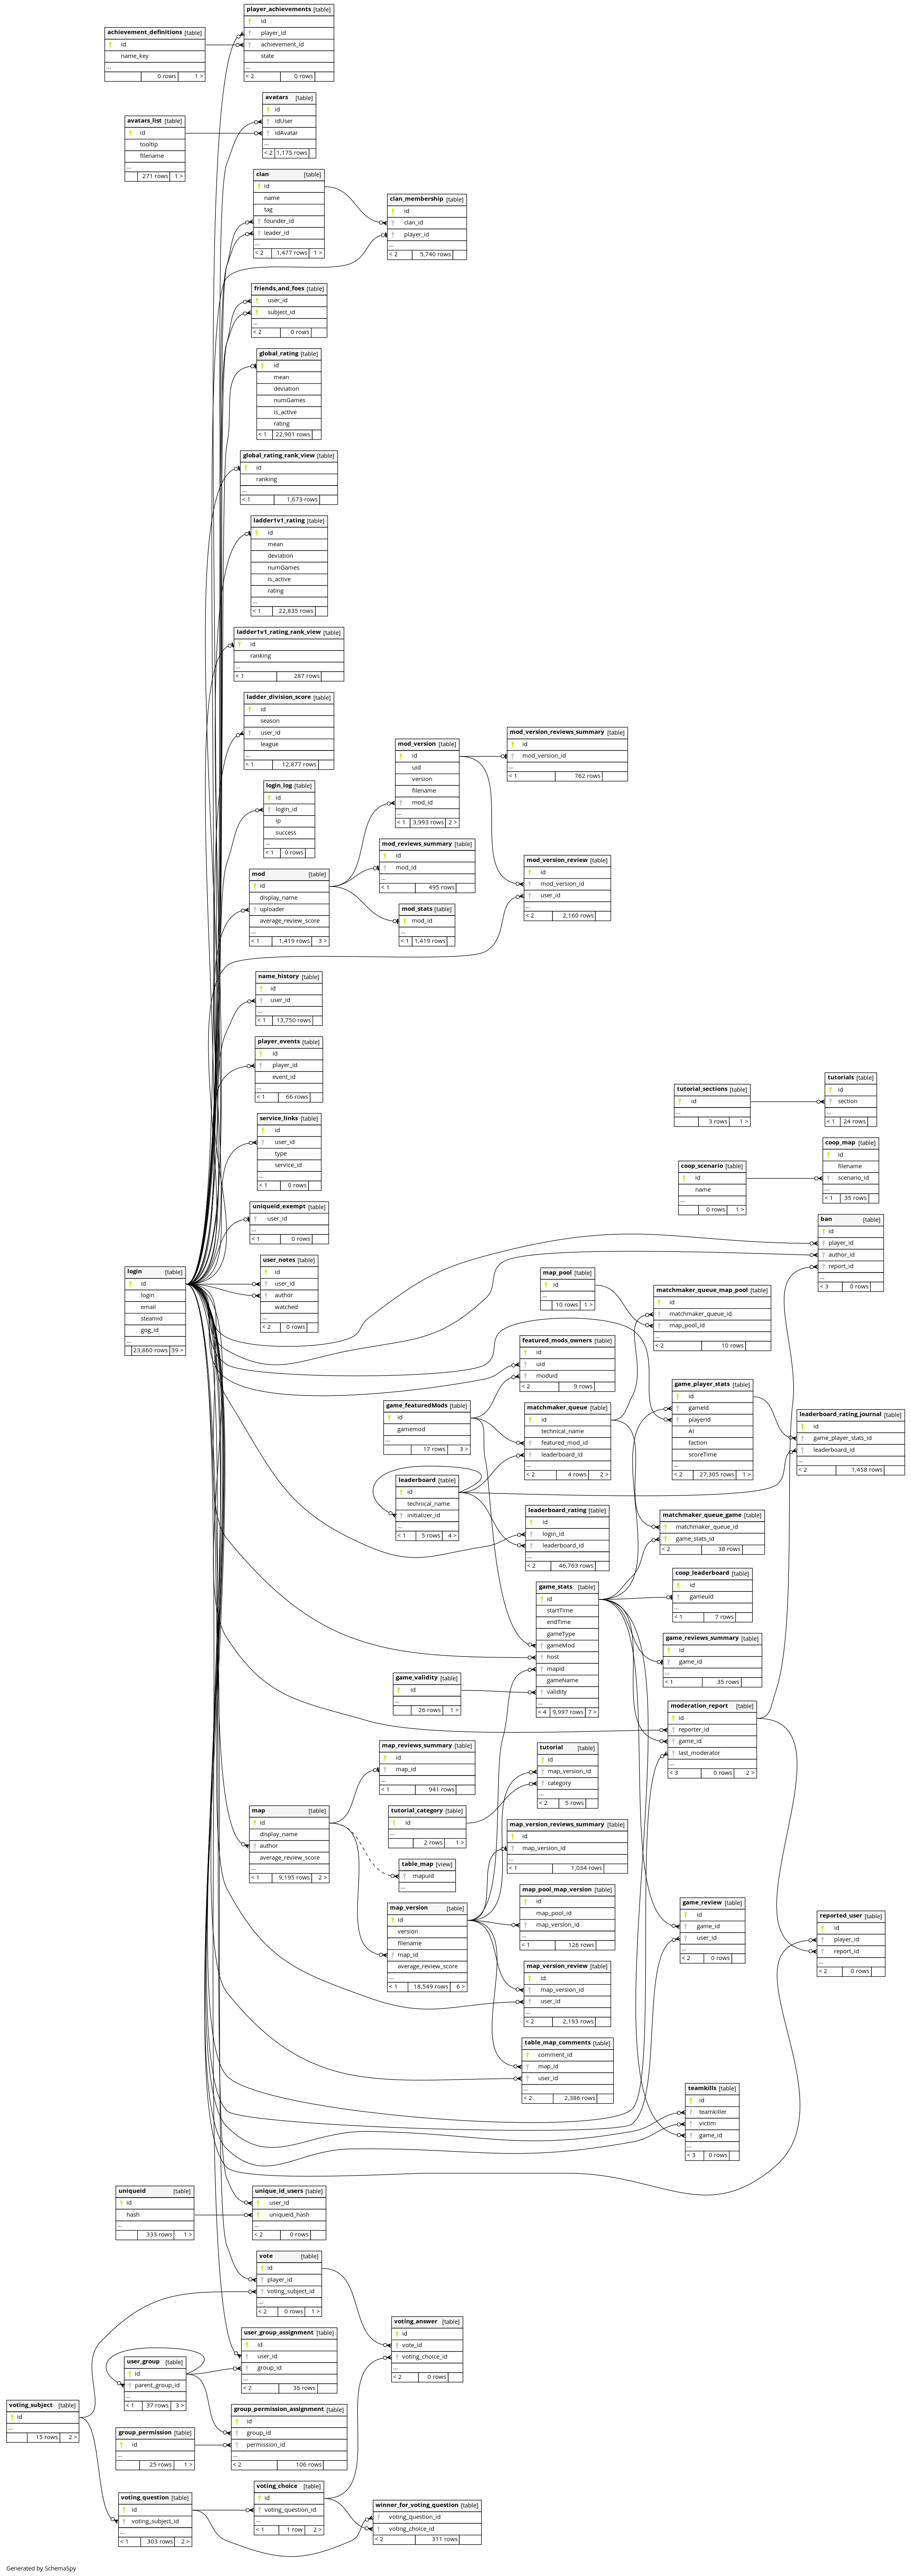 player_achievements [table]
id
player_id
achievement_id
state
...
< 2 0 rows
achievement_definitions [table]
id
name_key
...
0 rows 1 >
avatars [table]
id
idUser
idAvatar
...
< 2 1,175 rows
avatars_list [table]
id
tooltip
filename
...
271 rows 1 >
clan [table]
id
name
tag
founder_id
leader_id
...
< 2 1,477 rows 1 >
clan_membership [table]
id
clan_id
player_id
...
< 2 5,740 rows
friends_and_foes [table]
user_id
subject_id
...
< 2 0 rows
global_rating [table]
id
mean
deviation
numGames
is_active
rating
< 1 22,901 rows
global_rating_rank_view [table]
id
ranking
...
< 1 1,673 rows
ladder1v1_rating [table]
id
mean
deviation
numGames
is_active
rating
...
< 1 22,835 rows
ladder1v1_rating_rank_view [table]
id
ranking
...
< 1 287 rows
ladder_division_score [table]
id
season
user_id
league
...
< 1 12,877 rows
mod_version [table]
id
uid
version
filename
mod_id
...
< 1 3,993 rows 2 >
mod_version_reviews_summary [table]
id
mod_version_id
...
< 1 762 rows
login_log [table]
id
login_id
ip
success
...
< 1 0 rows
mod_reviews_summary [table]
id
mod_id
...
< 1 495 rows
mod_version_review [table]
id
mod_version_id
user_id
...
< 2 2,160 rows
mod [table]
id
display_name
uploader
average_review_score
...
< 1 1,419 rows 3 >
mod_stats [table]
mod_id
...
< 1 1,419 rows
name_history [table]
id
user_id
...
< 1 13,750 rows
player_events [table]
id
player_id
event_id
...
< 1 66 rows
tutorial_sections [table]
id
...
3 rows 1 >
tutorials [table]
id
section
...
< 1 24 rows
service_links [table]
id
user_id
type
service_id
...
< 1 0 rows
coop_scenario [table]
id
name
...
0 rows 1 >
coop_map [table]
id
filename
scenario_id
...
< 1 35 rows
uniqueid_exempt [table]
user_id
...
< 1 0 rows
ban [table]
id
player_id
author_id
report_id
...
< 3 0 rows
login [table]
id
login
email
steamid
gog_id
...
23,860 rows 39 >
user_notes [table]
id
user_id
author
watched
...
< 2 0 rows
map_pool [table]
id
...
10 rows 1 >
matchmaker_queue_map_pool [table]
id
matchmaker_queue_id
map_pool_id
...
< 2 10 rows
featured_mods_owners [table]
id
uid
moduid
...
< 2 9 rows
game_player_stats [table]
id
gameId
playerId
AI
faction
scoreTime
...
< 2 27,305 rows 1 >
game_featuredMods [table]
id
gamemod
...
17 rows 3 >
matchmaker_queue [table]
id
technical_name
featured_mod_id
leaderboard_id
...
< 2 4 rows 2 >
leaderboard_rating_journal [table]
id
game_player_stats_id
leaderboard_id
...
< 2 1,458 rows
leaderboard [table]
id
technical_name
initializer_id
...
< 1 5 rows 4 >
leaderboard_rating [table]
id
login_id
leaderboard_id
...
< 2 46,763 rows
matchmaker_queue_game [table]
matchmaker_queue_id
game_stats_id
...
< 2 38 rows
coop_leaderboard [table]
id
gameuid
...
< 1 7 rows
game_stats [table]
id
startTime
endTime
gameType
gameMod
host
mapId
gameName
validity
...
< 4 9,997 rows 7 >
game_reviews_summary [table]
id
game_id
...
< 1 35 rows
game_validity [table]
id
...
26 rows 1 >
moderation_report [table]
id
reporter_id
game_id
last_moderator
...
< 3 0 rows 2 >
map_reviews_summary [table]
id
map_id
...
< 1 941 rows
tutorial [table]
id
map_version_id
category
...
< 2 5 rows
map [table]
id
display_name
author
average_review_score
...
< 1 9,195 rows 2 >
tutorial_category [table]
id
...
2 rows 1 >
map_version_reviews_summary [table]
id
map_version_id
...
< 1 1,034 rows
table_map [view]
mapuid
...
map_pool_map_version [table]
id
map_pool_id
map_version_id
...
< 1 126 rows
map_version [table]
id
version
filename
map_id
average_review_score
...
< 1 18,549 rows 6 >
game_review [table]
id
game_id
user_id
...
< 2 0 rows
reported_user [table]
id
player_id
report_id
...
< 2 0 rows
map_version_review [table]
id
map_version_id
user_id
...
< 2 2,193 rows
table_map_comments [table]
comment_id
map_id
user_id
...
< 2 2,386 rows
teamkills [table]
id
teamkiller
victim
game_id
...
< 3 0 rows
uniqueid [table]
id
hash
...
333 rows 1 >
unique_id_users [table]
user_id
uniqueid_hash
...
< 2 0 rows
vote [table]
id
player_id
voting_subject_id
...
< 2 0 rows 1 >
voting_answer [table]
id
vote_id
voting_choice_id
...
< 2 0 rows
user_group_assignment [table]
id
user_id
group_id
...
< 2 35 rows
user_group [table]
id
parent_group_id
...
< 1 37 rows 3 >
voting_subject [table]
id
...
15 rows 2 >
group_permission_assignment [table]
id
group_id
permission_id
...
< 2 106 rows
group_permission [table]
id
...
25 rows 1 >
voting_choice [table]
id
voting_question_id
...
< 1 1 row 2 >
voting_question [table]
id
voting_subject_id
...
< 1 303 rows 2 >
winner_for_voting_question [table]
voting_question_id
voting_choice_id
...
< 2 311 rows
Generated by SchemaSpy